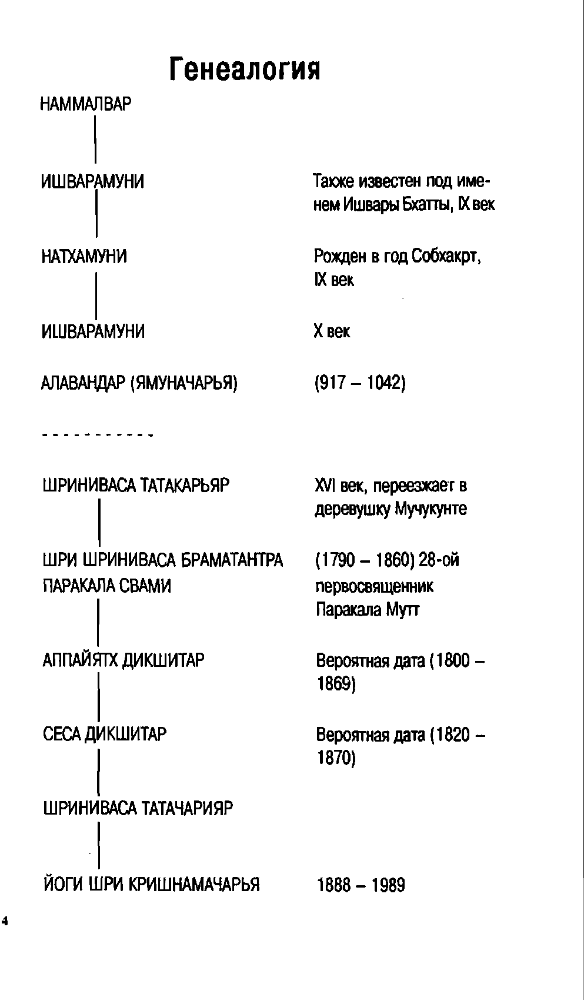 Генеалогия
НАММАЛВАР
ИШВАРАМУНИ
Также известен под име-
нем Ишвары Бхатты, IX век
НАТХАМУНИ
Рожден в год Собхакрт,
IX век
ИШВАРАМУНИ
X век
АЛАВАНДАР (ЯМУНАЧАРЬЯ)
(917 – 1042)
- - - - - - - - - - -
ШРИНИВАСА ТАТАКАРЬЯР
XVI век, переезжает в
деревушку Мучукунте
ШРИ ШРИНИВАСА БРАМАТАНТРА
ПАРАКАЛА СВАМИ
(1790 – 1860) 28-ой
первосвященник
Паракала Мутт
АППАЙЯТХ ДИКШИТАР
Вероятная дата (1800 –
1869)
СЕСА ДИКШИТАР
Вероятная дата (1820 –
1870)
ШРИНИВАСА ТАТАЧАРИЯР
ЙОГИ ШРИ КРИШНАМАЧАРЬЯ
1888 – 1989
4